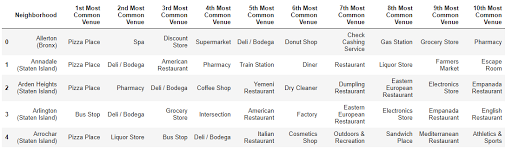 Neighborhood 1st Most Common Venue 2nd Most Common Venue 3rd Most Common Venue 4th Most Common Venue 5th Most Common Venue 6th Most Common Venue 7th Most Common Venue 8th Most Common Venue 9th Most Common Venue 10th Most Common Venue
0 Allerton (Bronx) Pizza Place Spa Discount Store Supermarket Deli / Bodega Donut Shop Check Cashing Service Gas Station Grocery Store Pharmacy
1 Annadale (Staten Island) Pizza Place Deli / Bodega American Restaurant Pharmacy Train Station Diner Restaurant Liquor Store Farmers Market Escape Room
2 Arden Heights (Staten Island) Pizza Place Pharmacy Deli / Bodega Coffee Shop Yemeni Restaurant Dry Cleaner Dumpling Restaurant Eastern European Restaurant Electronics Store Empanada Restaurant
3 Arlington (Staten Island) Bus Stop Deli / Bodega Grocery Store Intersection American Restaurant Factory Eastern European Restaurant Electronics Store Empanada Restaurant English Restaurant
4 Arrochar (Staten Island) Pizza Place Liquor Store Bus Stop Deli / Bodega Italian Restaurant Cosmetics Shop Outdoors & Recreation Sandwich Place Mediterranean Restaurant Athletics & Sports